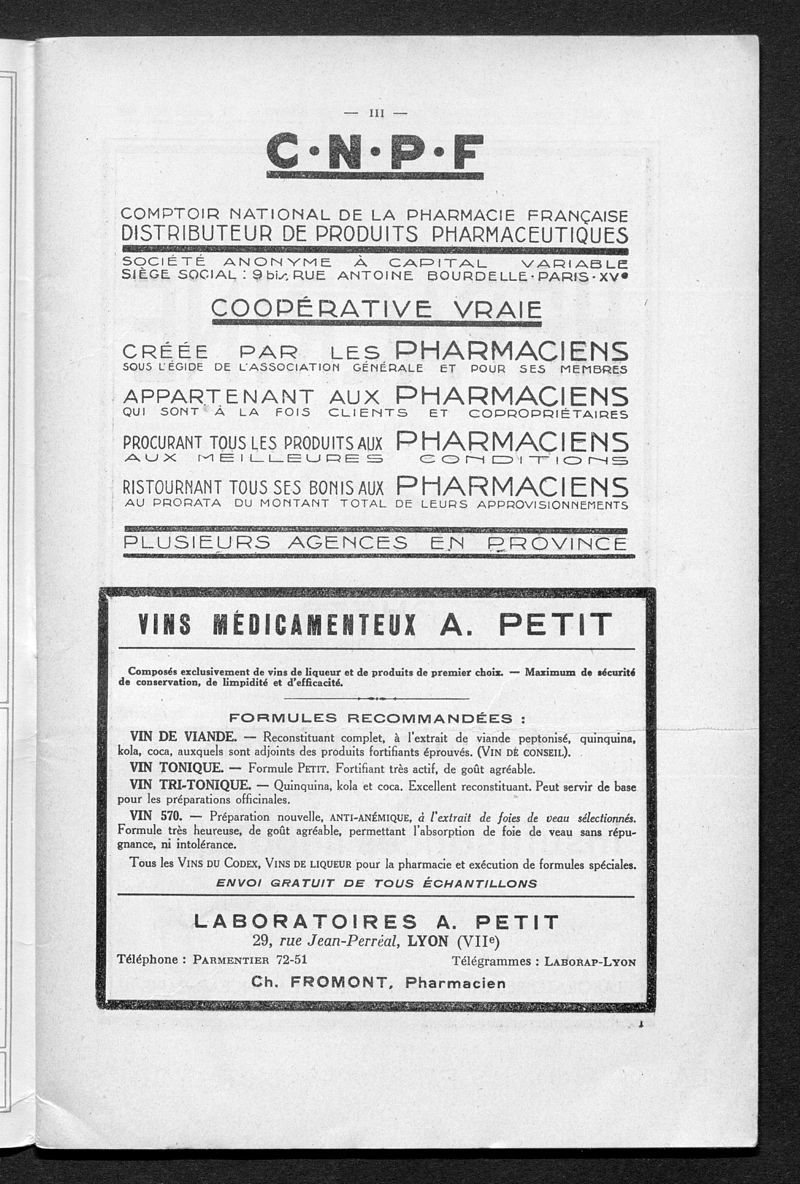 — III —
C·N·P·F
COMPTOIR NATIONAL DE LA PHARMACIE FRANÇAISE
DISTRIBUTEUR DE PRODUITS PHARMACEUTIQUES
SOCIÉTÉ ANONYME À CAPITAL VARIABLE
SIÈGE SOCIAL : 9 bis. RUE ANTOINE BOURDELLE · PARIS · XVe
COOPÉRATIVE VRAIE
CRÉÉE PAR LES PHARMACIENS
SOUS L'ÉGIDE DE L'ASSOCIATION GÉNÉRALE ET POUR SES MEMBRES
APPARTENANT AUX PHARMACIENS
QUI SONT À LA FOIS CLIENTS ET COPROPRIÉTAIRES
PROCURANT TOUS LES PRODUITS AUX PHARMACIENS
AUX MEILLEURES CONDITIONS
RISTOURNANT TOUS SES BONIS AUX PHARMACIENS
AU PRORATA DU MONTANT TOTAL DE LEURS APPROVISIONNEMENTS
PLUSIEURS AGENCES EN PROVINCE
VINS MÉDICAMENTEUX A. PETIT
Composés exclusivement de vins de liqueur et de produits de premier choix. — Maximum de sécurité
de conservation, de limpidité et d'efficacité.
FORMULES RECOMMANDÉES :
VIN DE VIANDE. — Reconstituant complet, à l'extrait de viande peptonisé, quinquina,
kola, coca, auxquels sont adjoints des produits fortifiants éprouvés. (VIN DE CONSEIL).
VIN TONIQUE. — Formule PETIT. Fortifiant très actif, de goût agréable.
VIN TRI-TONIQUE. — Quinquina, kola et coca. Excellent reconstituant. Peut servir de base
pour les préparations officinales.
VIN 570. — Préparation nouvelle, ANTI-ANÉMIQUE, à l'extrait de foies de veau sélectionnés.
Formule très heureuse, de goût agréable, permettant l'absorption de foie de veau sans répu-
gnance, ni intolérance.
Tous les VINS DU CODEX, VINS DE LIQUEUR pour la pharmacie et exécution de formules spéciales.
ENVOI GRATUIT DE TOUS ÉCHANTILLONS
LABORATOIRES A. PETIT
29, rue Jean-Perréal, LYON (VIIe)
Téléphone : PARMENTIER 72-51 Télégrammes : LABORAP-LYON
Ch. FROMONT, Pharmacien